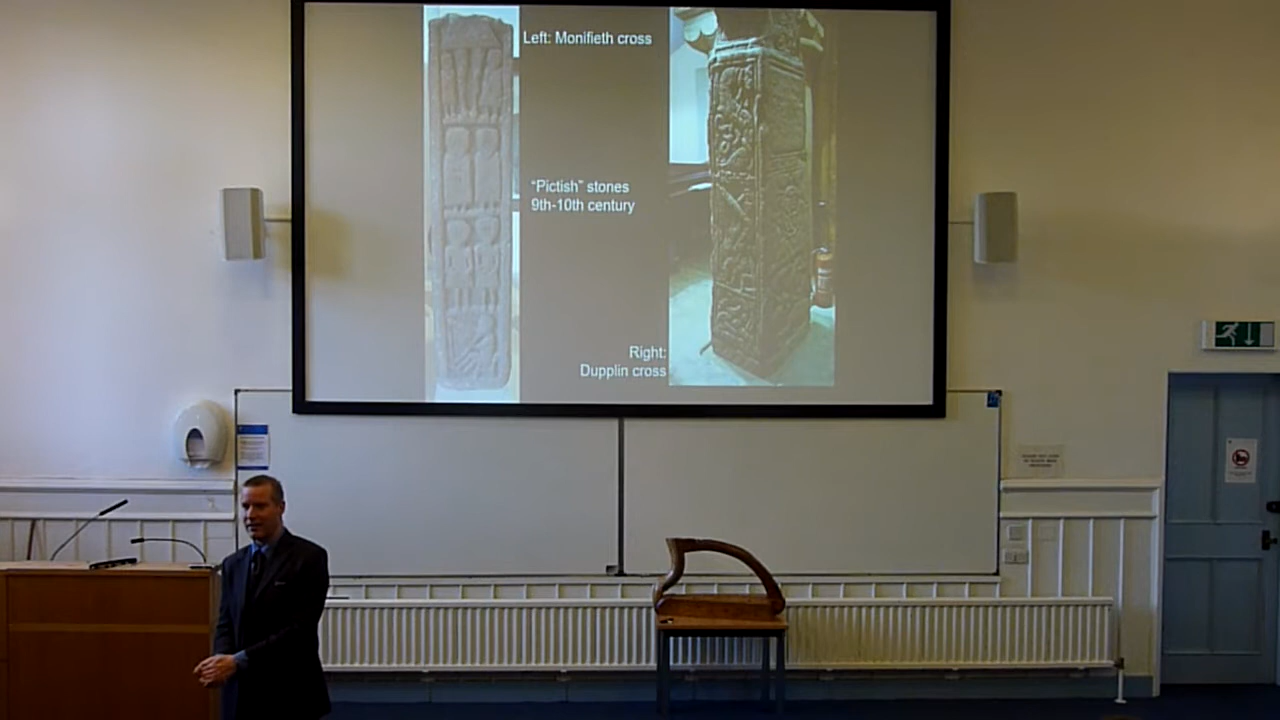 Left: Monifieth cross
“Pictish” stones
9th-10th century
Right:
Dupplin cross